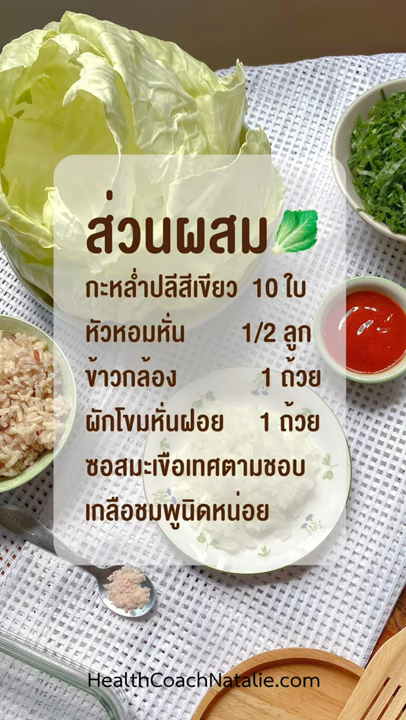 ส่วนผสม
กะหล่ำปลีสีเขียว 10 ใบ
หัวหอมหั่น 1/2 ลูก
ข้าวกล้อง 1 ถ้วย
ผักโขมหั่นฝอย 1 ถ้วย
ซอสมะเขือเทศตามชอบ
เกลือชมพูนิดหน่อย
HealthCoachNatalie.com